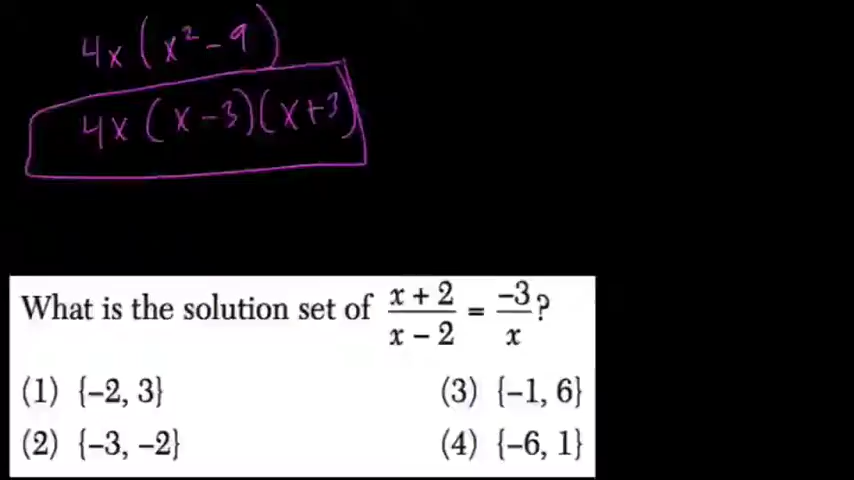 4x(x²-9)
4x(x-3)(x+3)
What is the solution set of (x + 2)/(x – 2) = –3/x?
(1) {–2, 3} (3) {–1, 6}
(2) {–3, –2} (4) {–6, 1}